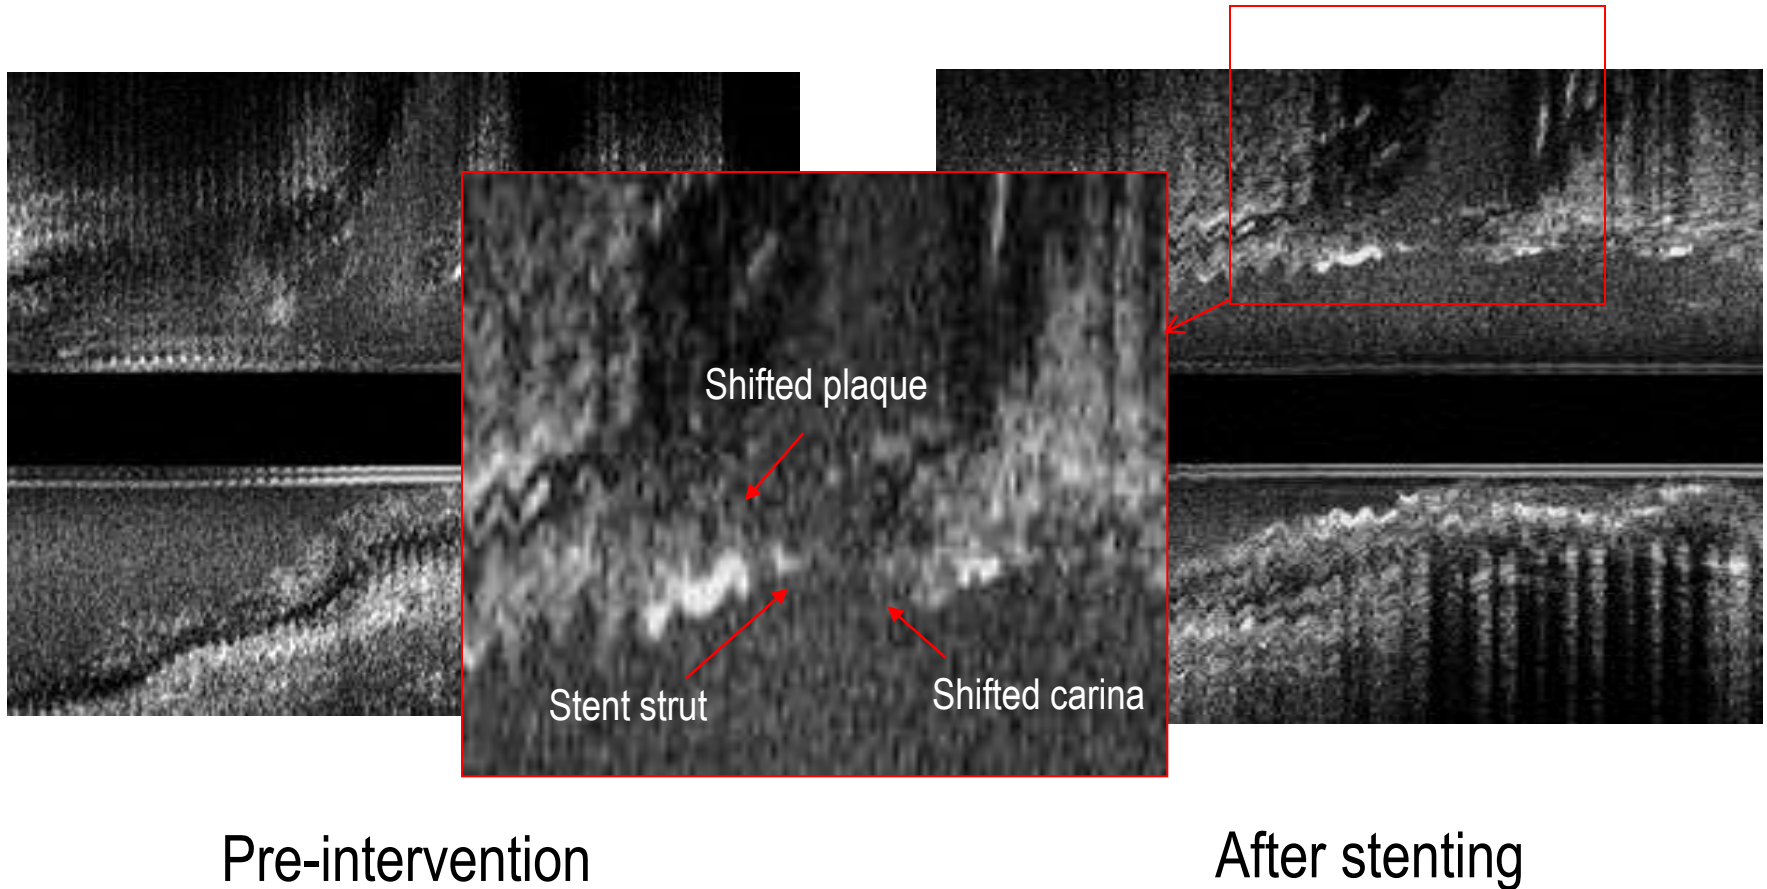 Shifted plaque
Stent strut
Shifted carina
Pre-intervention
After stenting